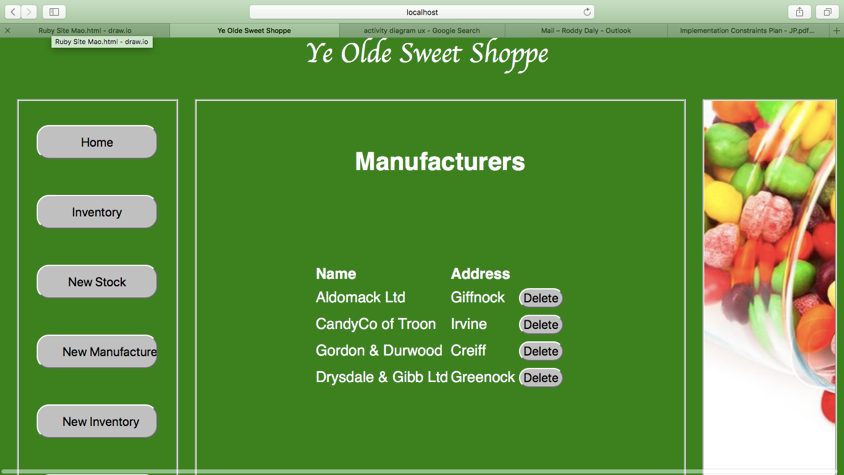 localhost
Ruby Site Mao.html - draw.io
Ye Olde Sweet Shoppe
activity diagram ux - Google Search
Mail – Roddy Daly - Outlook
Implementation Constraints Plan - JP.pdf...
Ruby Site Mao.html - draw.io
Ye Olde Sweet Shoppe
Home
Inventory
New Stock
New Manufacture
New Inventory
Manufacturers
Name Address
Aldomack Ltd Giffnock Delete
CandyCo of Troon Irvine Delete
Gordon & Durwood Creiff Delete
Drysdale & Gibb Ltd Greenock Delete